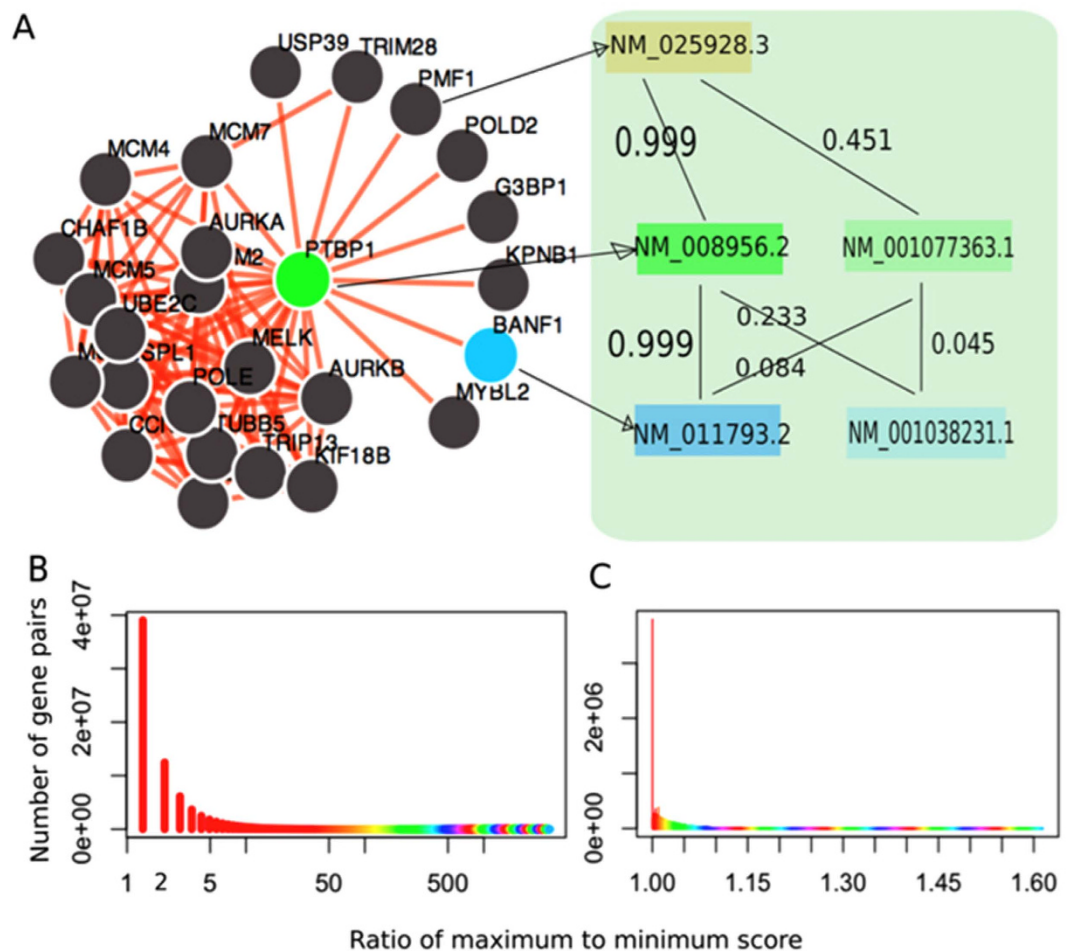 A
USP39
TRIM28
PMF1
NM_025928.3
POLD2
MCM7
MCM4
0.999
0.451
G3BP1
AURKA
CHAF1B
PTBP1
KPNB1
NM_008956.2
NM_001077363.1
M2
MCM5
UBE2C
BANF1
0.233
MELK
0.999
0.045
SPL1
0.084
POLE
AURKB
MYBL2
TUBB5
NM_011793.2
NM_001038231.1
TRIP13
KIF18B
B
C
Number of gene pairs
4e+07
2e+07
0e+00
2e+06
0e+00
1 2 5 50 500
1.00 1.15 1.30 1.45 1.60
Ratio of maximum to minimum score